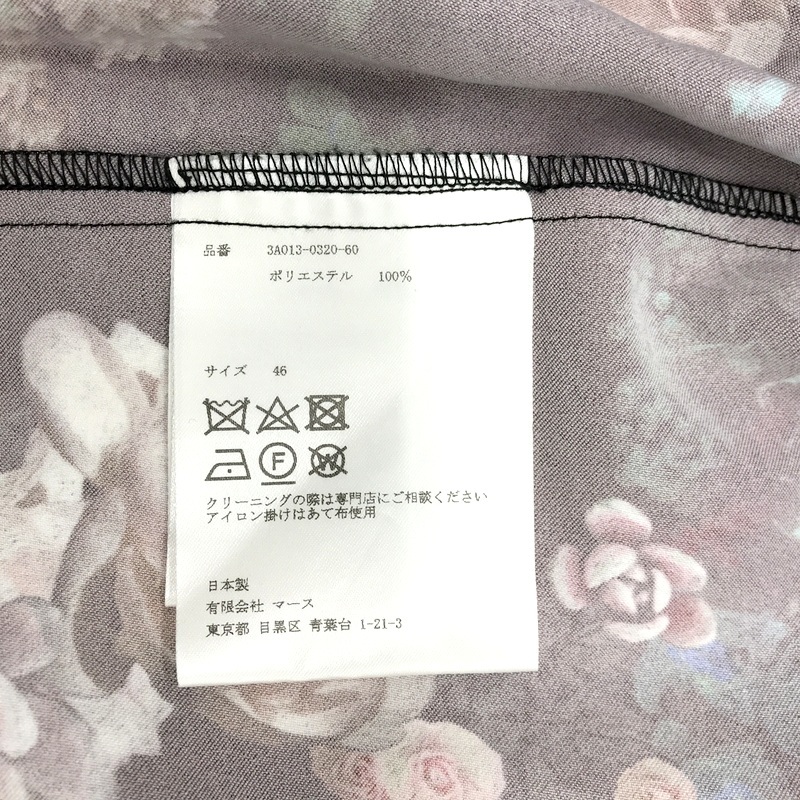 品番 3A013-0320-60
ポリエステル 100%
サイズ 46
F W
クリーニングの際は専門店にご相談ください
アイロン掛けはあて布使用
日本製
有限会社 マース
東京都 目黒区 青葉台 1-21-3